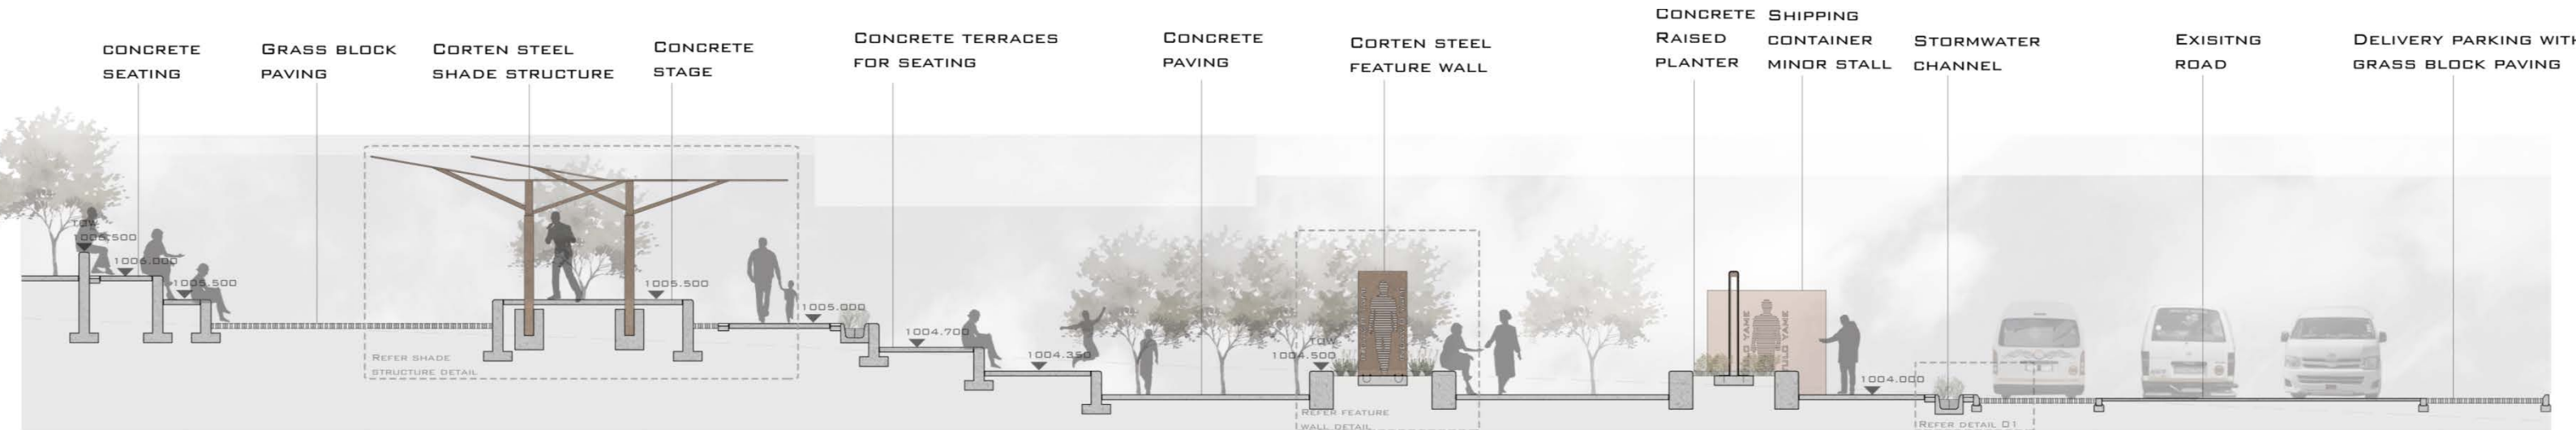 CONCRETE
SEATING
GRASS BLOCK
PAVING
CORTEN STEEL
SHADE STRUCTURE
CONCRETE
STAGE
CONCRETE TERRACES
FOR SEATING
CONCRETE
PAVING
CORTEN STEEL
FEATURE WALL
CONCRETE
RAISED
PLANTER
SHIPPING
CONTAINER
MINOR STALL
STORMWATER
CHANNEL
EXISITNG
ROAD
DELIVERY PARKING WITH
GRASS BLOCK PAVING
TOW
1006.000
1005.500
1005.500
1005.000
1004.700
1004.350
TOW
1004.500
1004.000
REFER SHADE
STRUCTURE DETAIL
REFER FEATURE
WALL DETAIL
REFER DETAIL 01